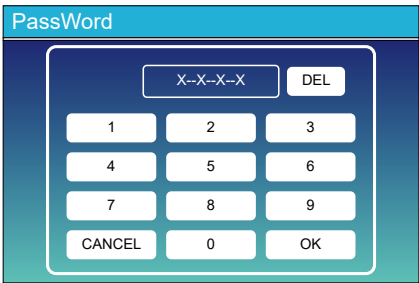 PassWord
X--X--X--X DEL
1 2 3
4 5 6
7 8 9
CANCEL 0 OK